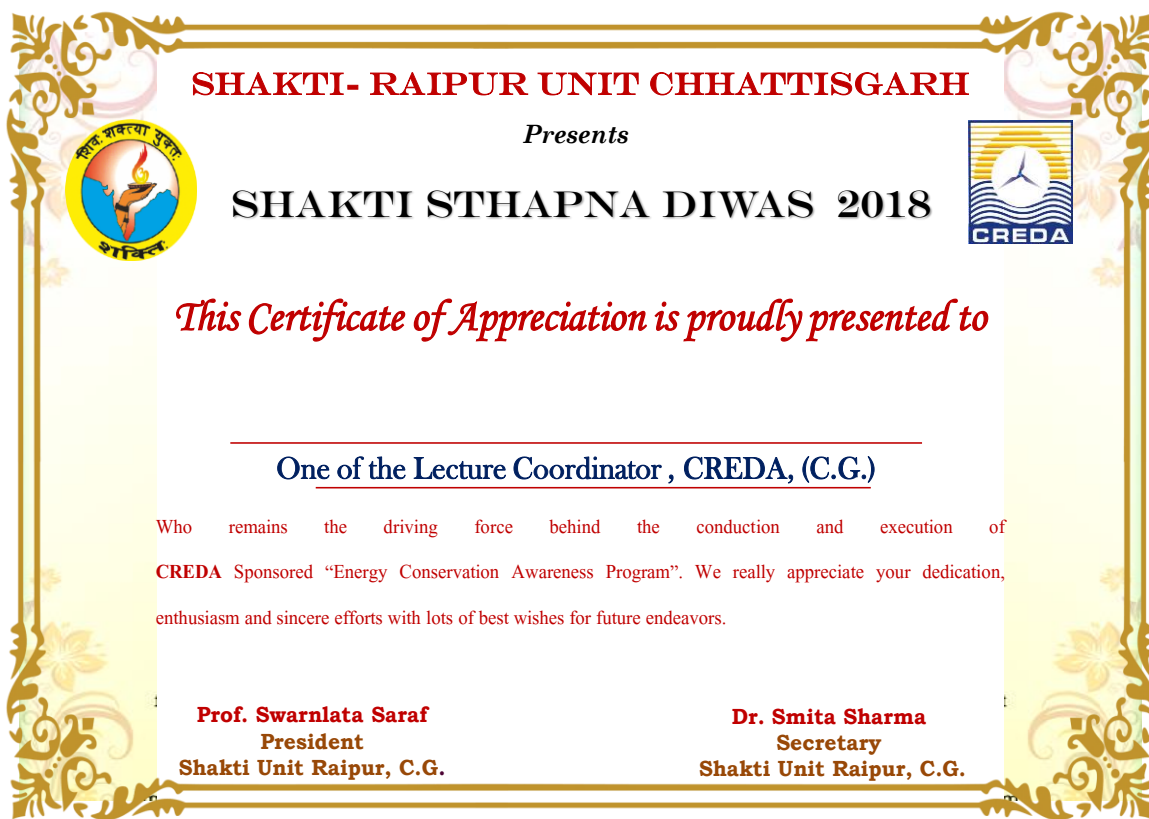 SHAKTI- RAIPUR UNIT CHHATTISGARH
Presents
शिवः शक्त्या युक्तः
SHAKTI STHAPNA DIWAS 2018
CREDA
शक्तिः
This Certificate of Appreciation is proudly presented to
One of the Lecture Coordinator , CREDA, (C.G.)
Who remains the driving force behind the conduction and execution of
CREDA Sponsored “Energy Conservation Awareness Program”. We really appreciate your dedication,
enthusiasm and sincere efforts with lots of best wishes for future endeavors.
Prof. Swarnlata Saraf
President
Shakti Unit Raipur, C.G.
Dr. Smita Sharma
Secretary
Shakti Unit Raipur, C.G.